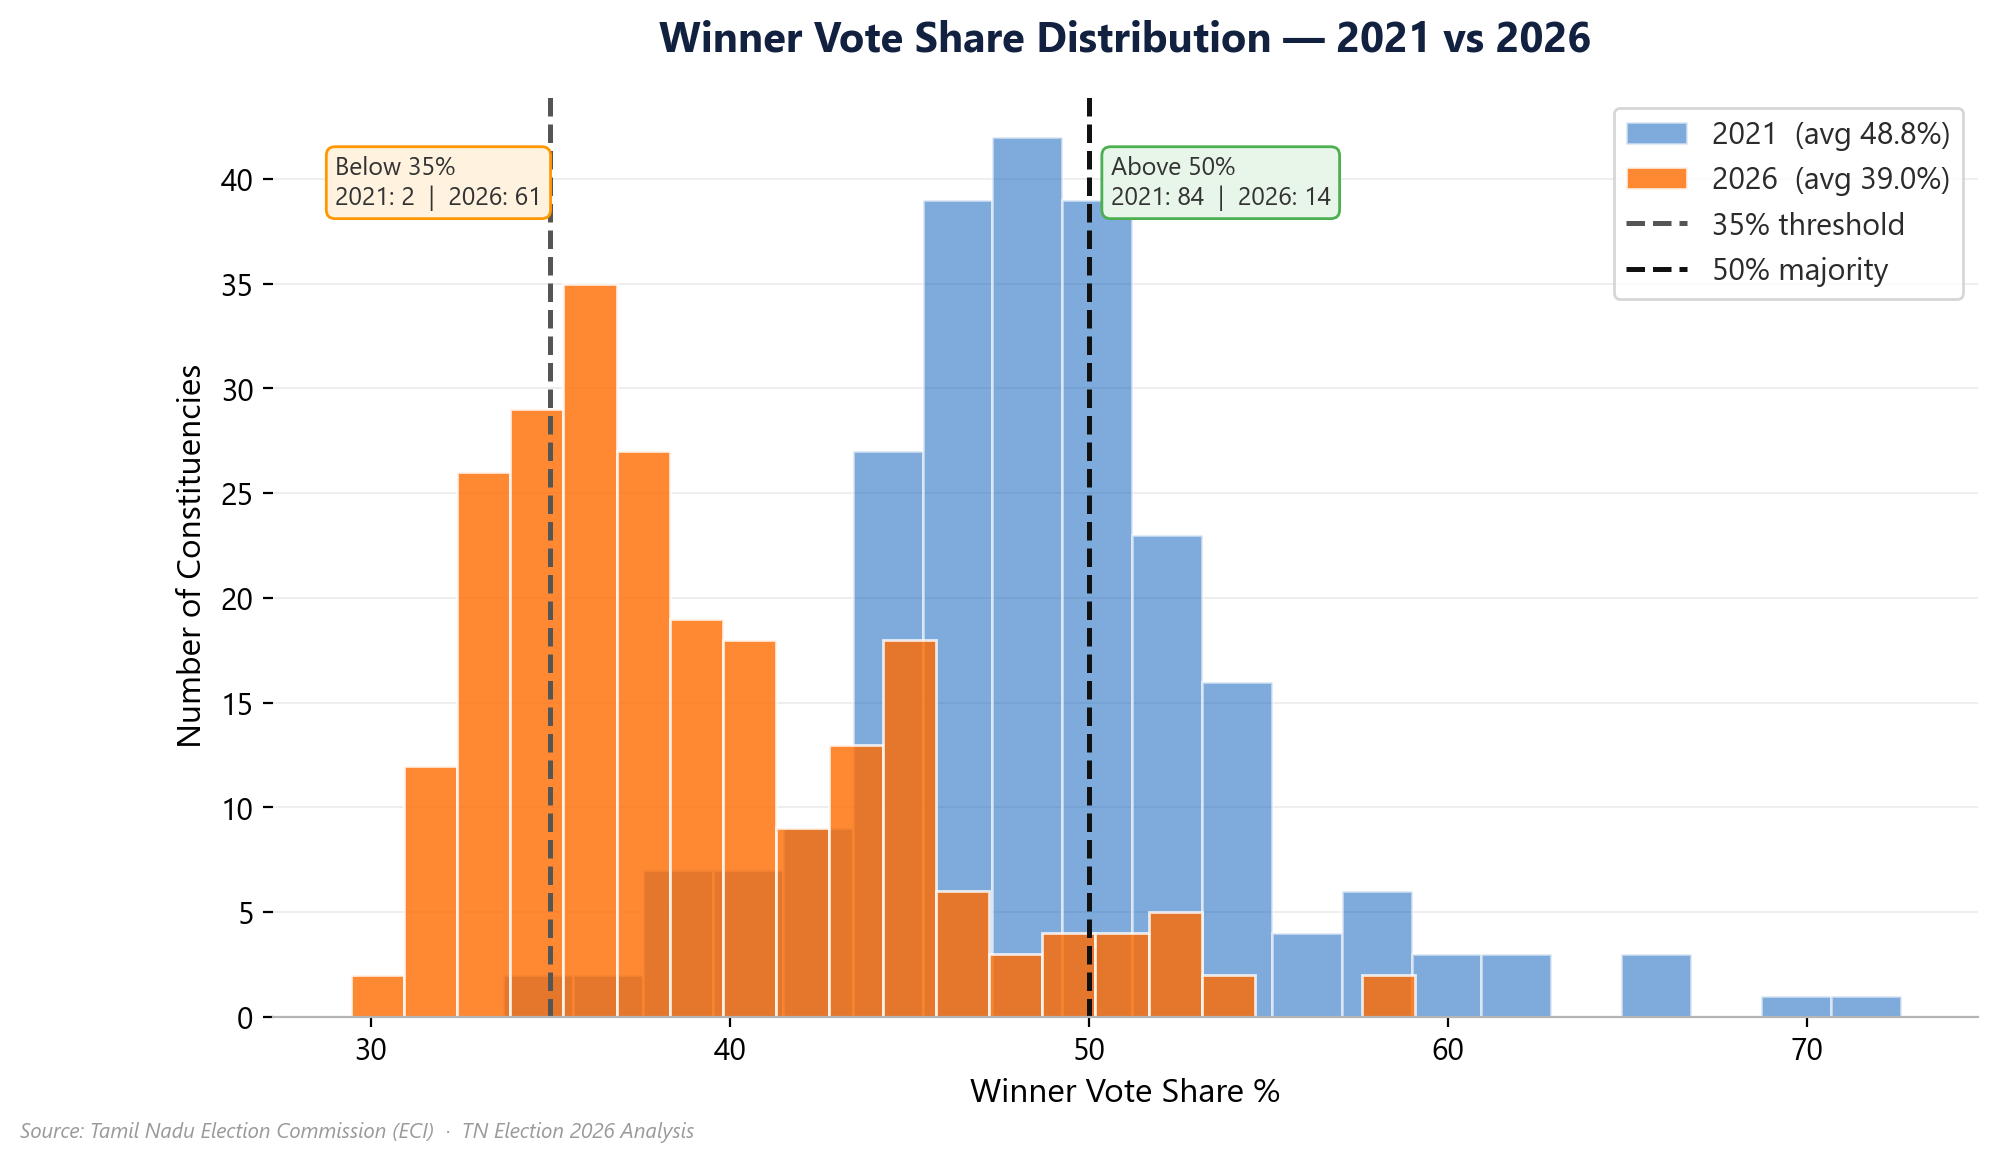 Winner Vote Share Distribution — 2021 vs 2026
Below 35%
2021: 2  |  2026: 61
Above 50%
2021: 84  |  2026: 14
2021  (avg 48.8%)
2026  (avg 39.0%)
35% threshold
50% majority
Number of Constituencies
40
35
30
25
20
15
10
5
0
30 40 50 60 70
Winner Vote Share %
Source: Tamil Nadu Election Commission (ECI)  ·  TN Election 2026 Analysis